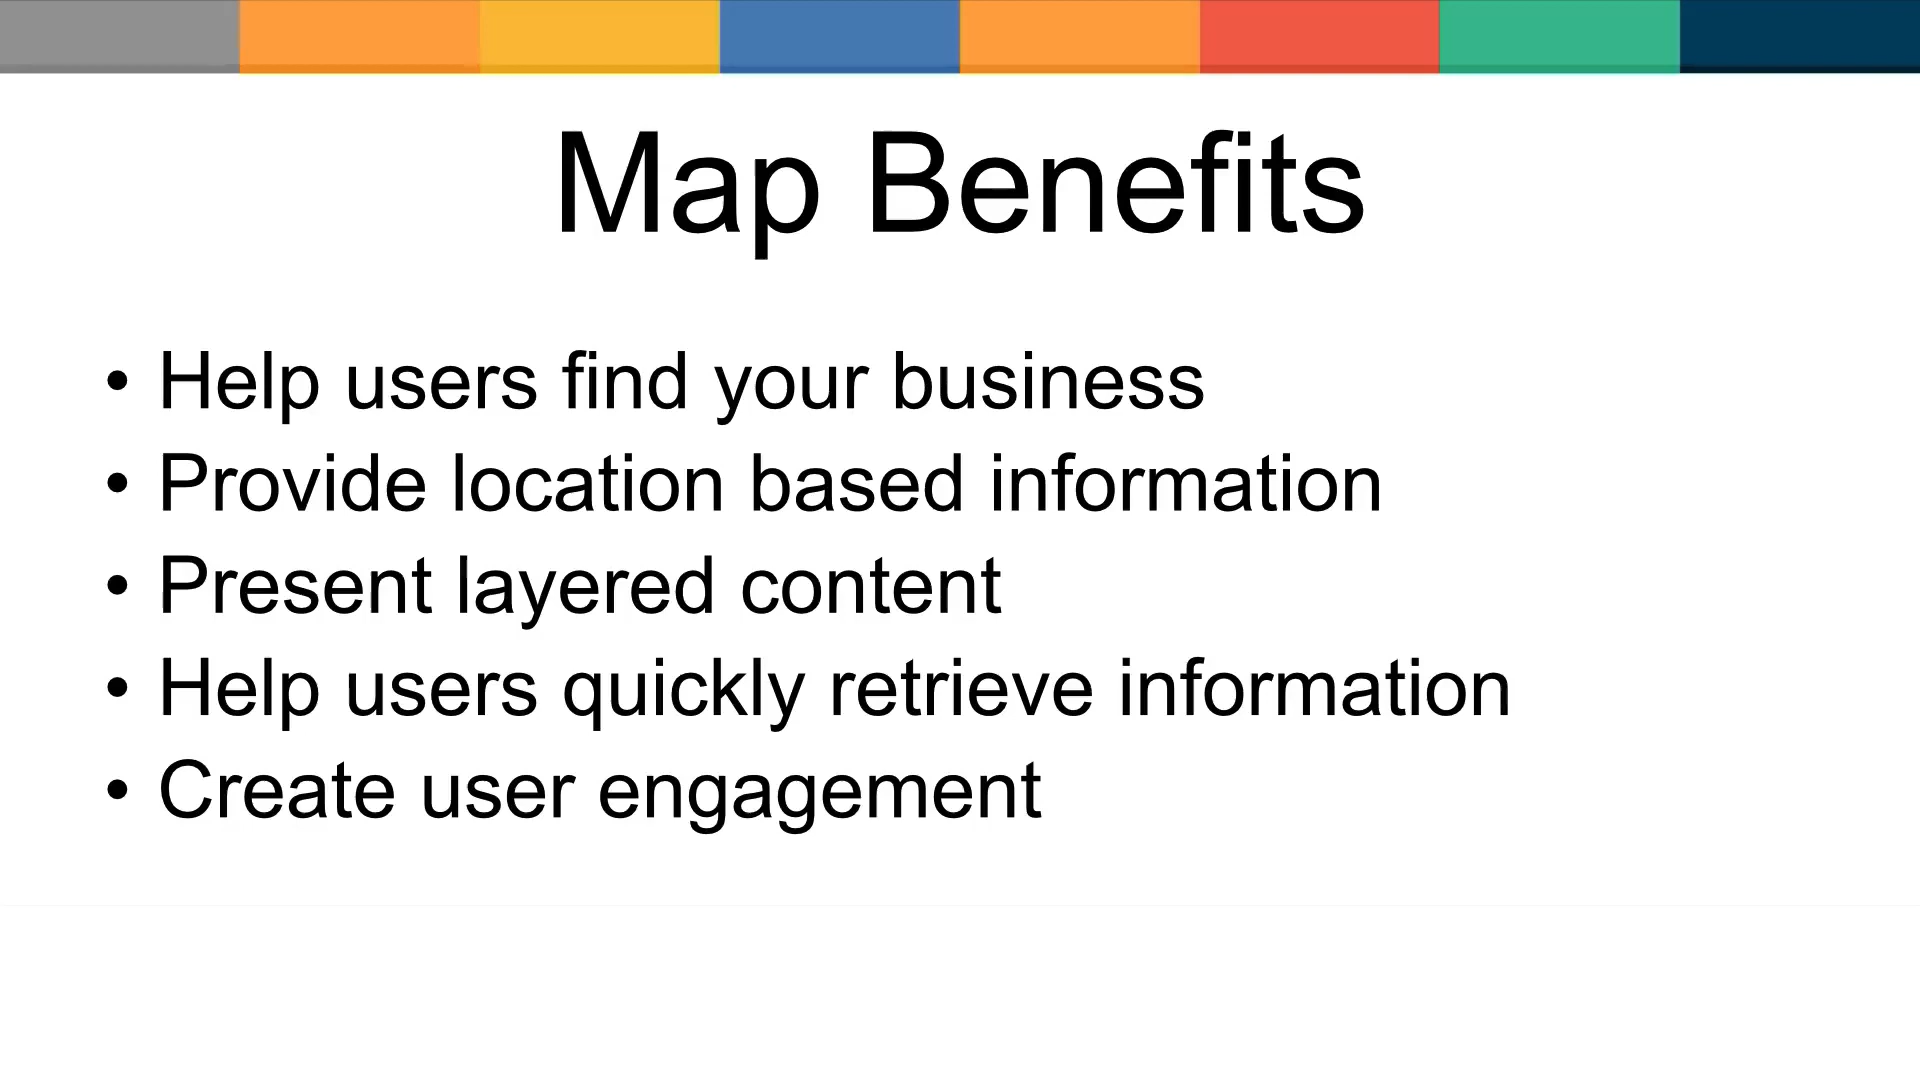 Map Benefits
• Help users find your business
• Provide location based information
• Present layered content
• Help users quickly retrieve information
• Create user engagement